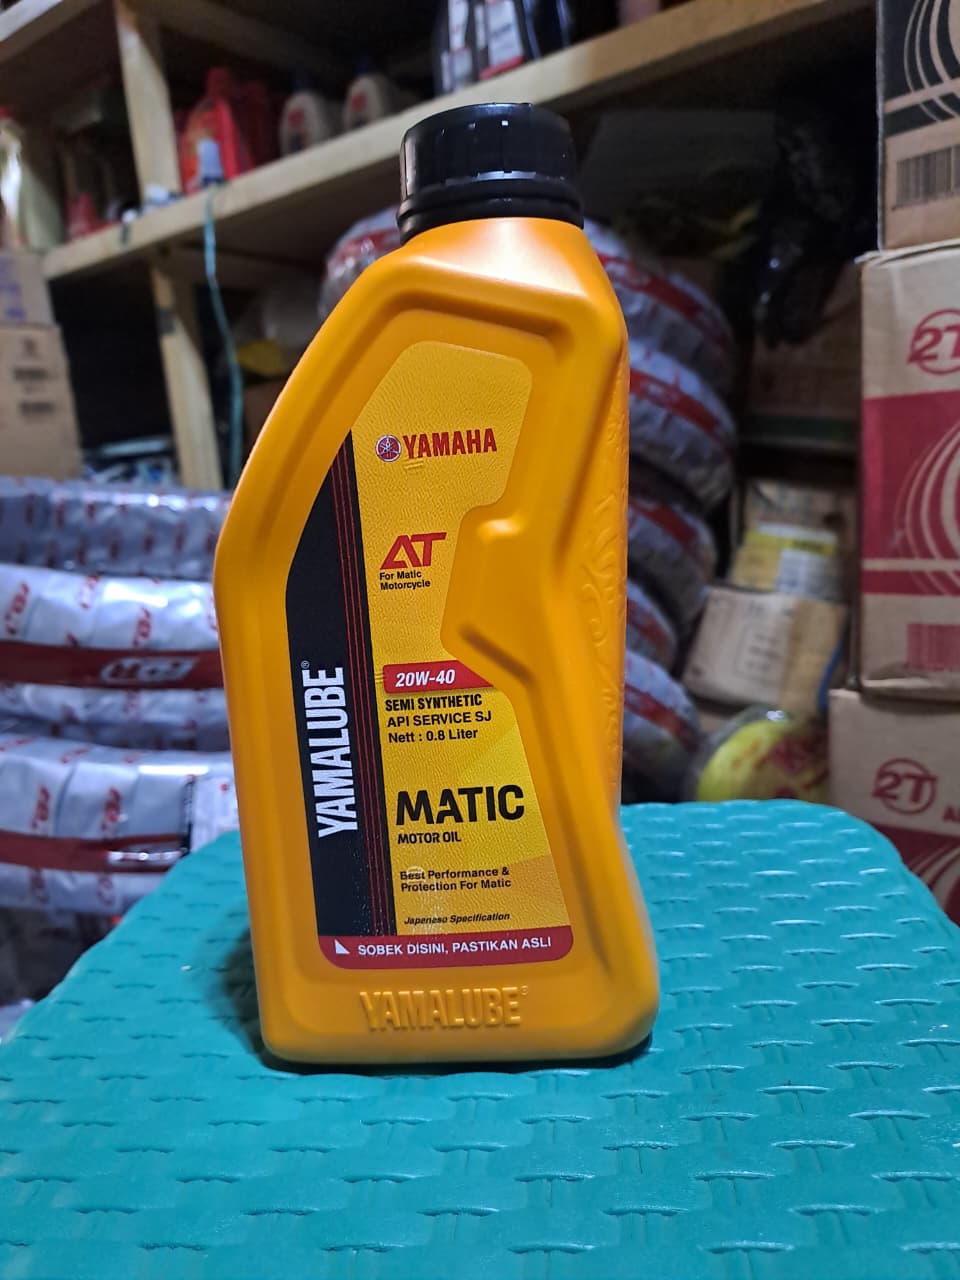 YAMAHA
AT
For Matic
Motorcycle
YAMALUBE®
20W-40
SEMI SYNTHETIC
API SERVICE SJ
Nett : 0.8 Liter
MATIC
MOTOR OIL
Best Performance &
Protection For Matic
Japenase Specification
SOBEK DISINI, PASTIKAN ASLI
YAMALUBE®
2T
2T